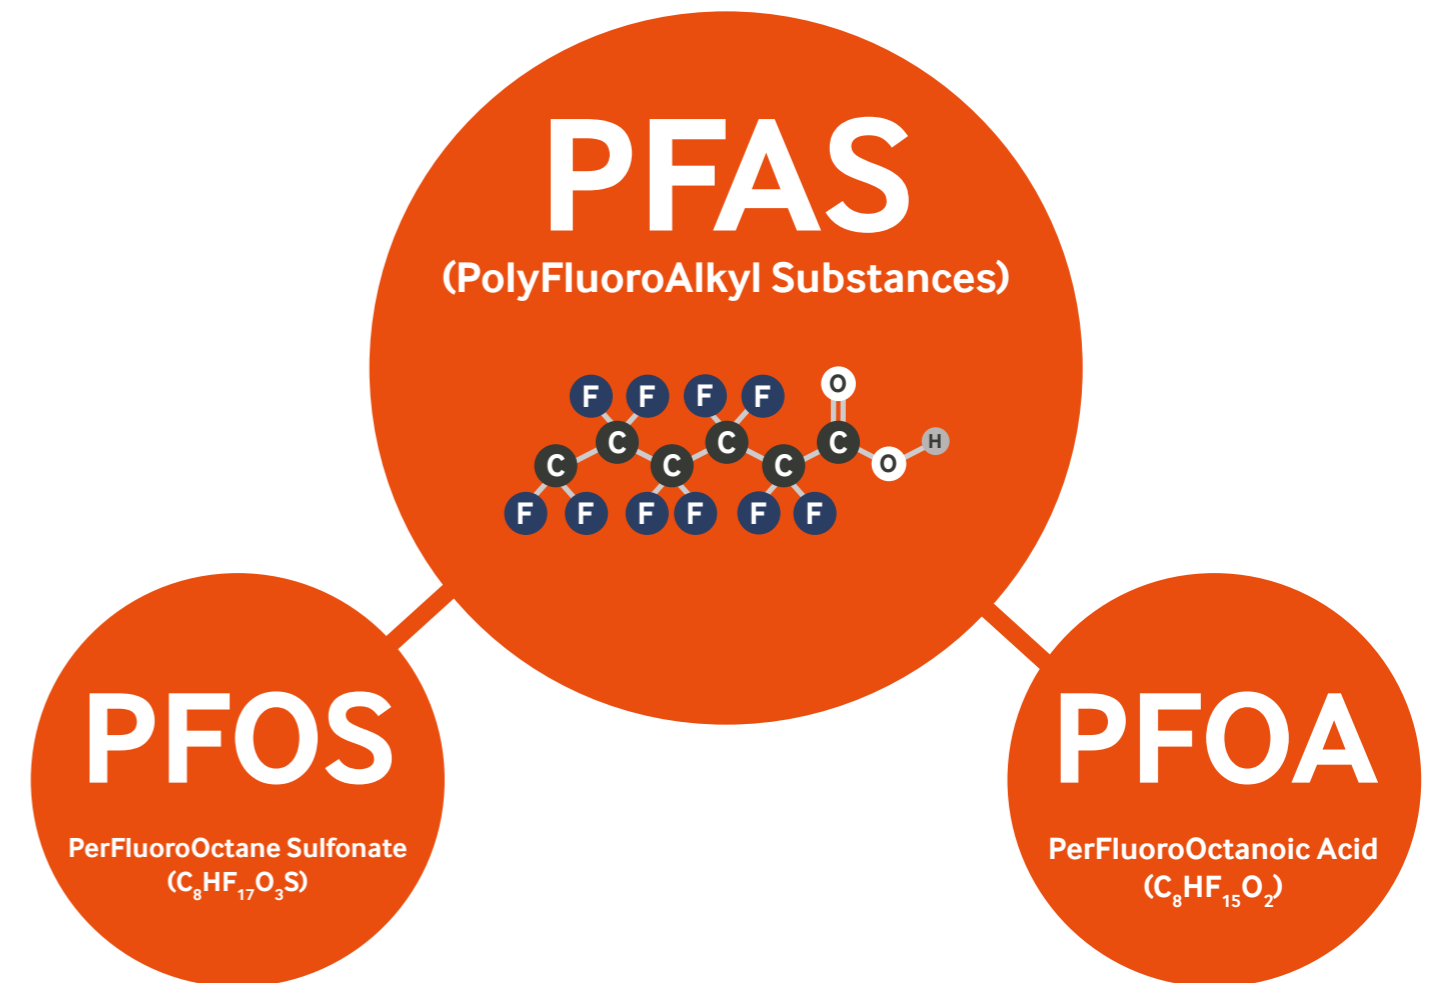 PFAS
(PolyFluoroAlkyl Substances)
F F F F O
C C C C C C O H
F F F F F F
PFOS
PerFluoroOctane Sulfonate
(C₈HF₁₇O₃S)
PFOA
PerFluoroOctanoic Acid
(C₈HF₁₅O₂)